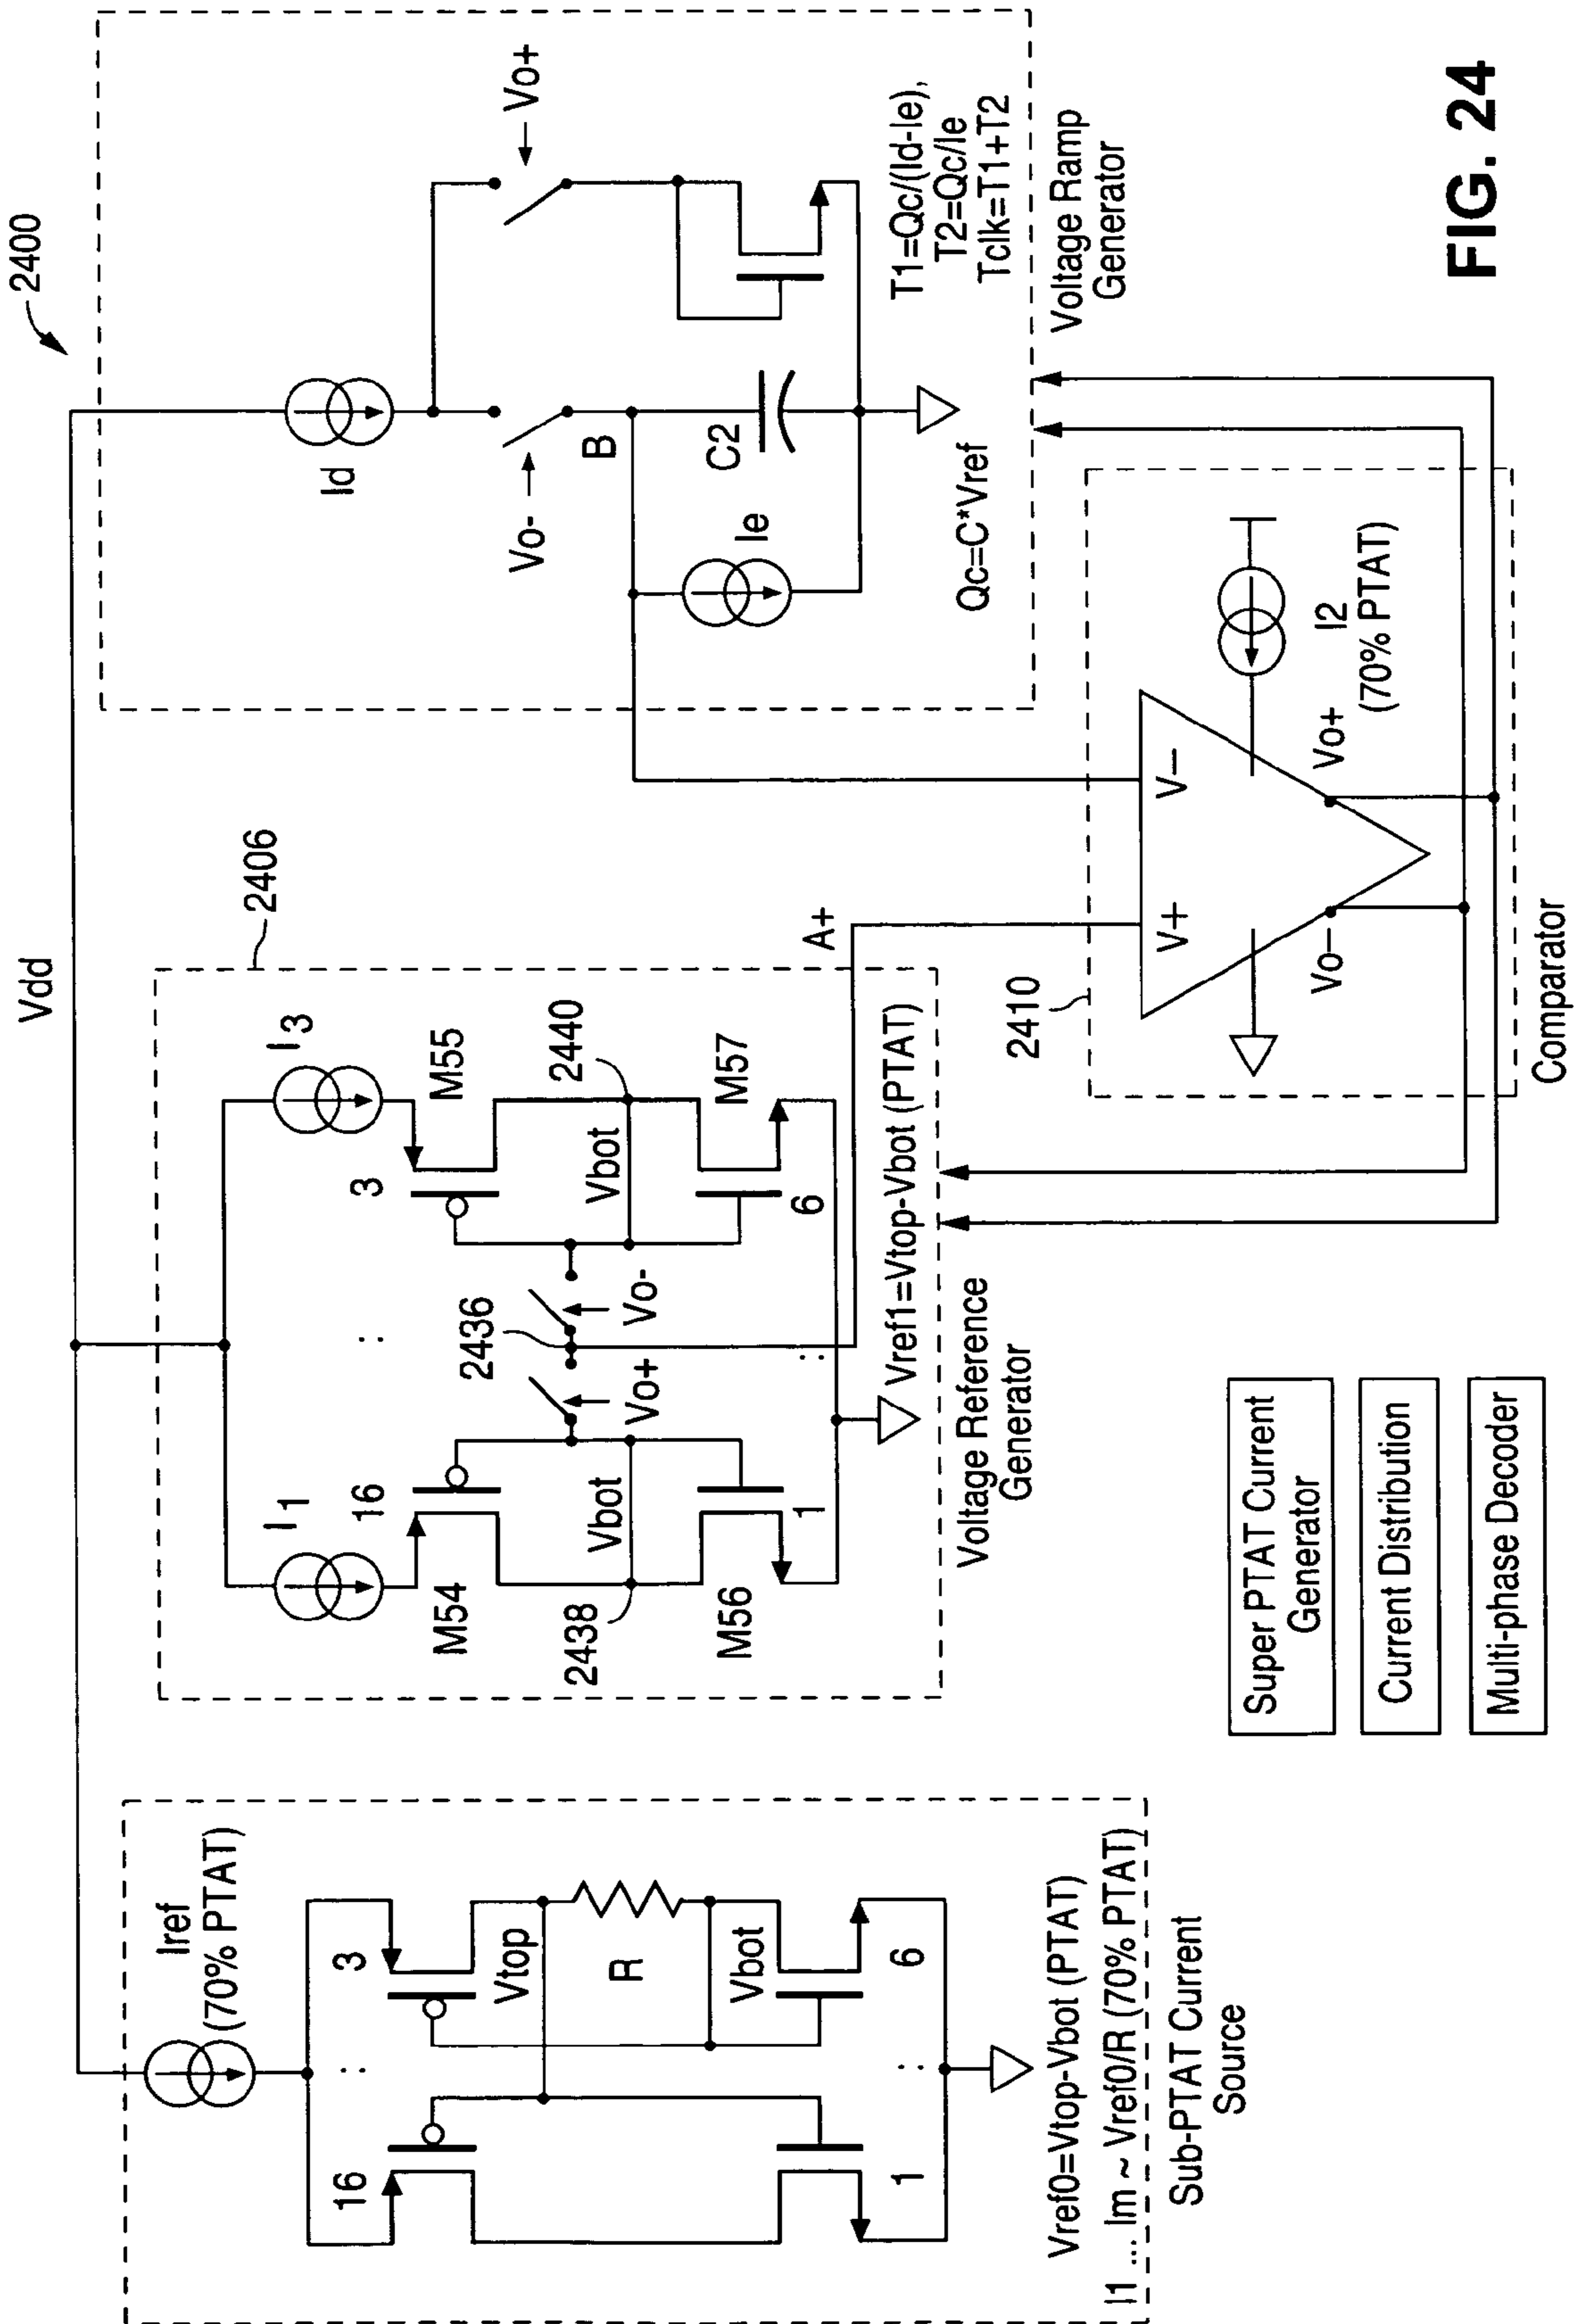 2400
Vdd
Iref
(70% PTAT)
16
3
Vtop
R
Vbot
1
6
:
:
Vref0=Vtop-Vbot (PTAT)
I1 ... Im ~ Vref0/R (70% PTAT)
Sub-PTAT Current
Source
2406
I1
I3
16
M54
3
M55
:
2438
Vbot
2436
Vo+
Vo-
Vbot
2440
M56
1
:
6
M57
A+
Vref1=Vtop-Vbot (PTAT)
Voltage Reference
Generator
Id
Vo-
Vo+
B
Ie
C2
Qc=C*Vref
T1=Qc/(Id-Ie),
T2=Qc/Ie
Tclk=T1+T2
Voltage Ramp
Generator
2410
V+
V−
Vo−
Vo+
I2
(70% PTAT)
Comparator
Super PTAT Current
Generator
Current Distribution
Multi-phase Decoder
FIG. 24